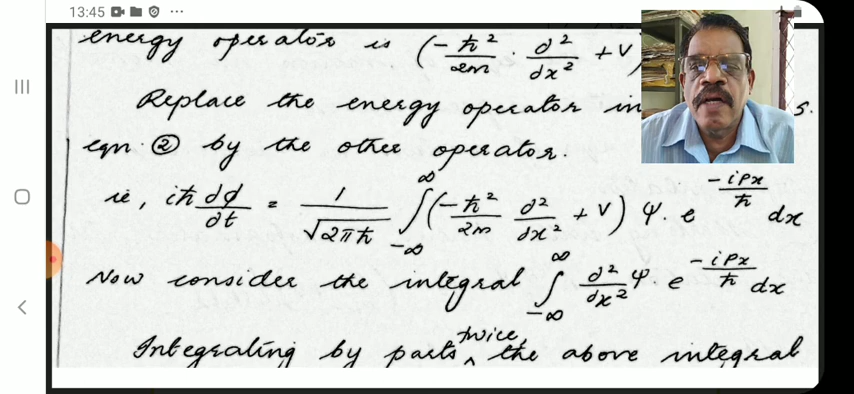 13:45
energy operator is (-ħ²/2m · ∂²/∂x² + V
Replace the energy operator in s.
eqn. ② by the other operator.
ie, iħ ∂φ/∂t = 1/√2πħ ∫_{-∞}^{∞} (-ħ²/2m ∂²/∂x² + V) ψ. e^{-ipx/ħ} dx
Now consider the integral ∫_{-∞}^{∞} ∂²/∂x² ψ e^{-ipx/ħ} dx
Integrating by parts twice, the above integral